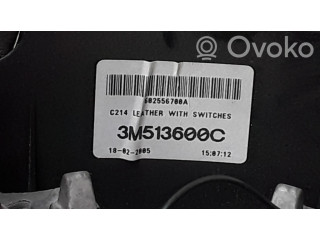 Ovoko
602556700A
C214 LEATHER WITH SWITCHES
3M513600C
18-02-2005 15:07:12